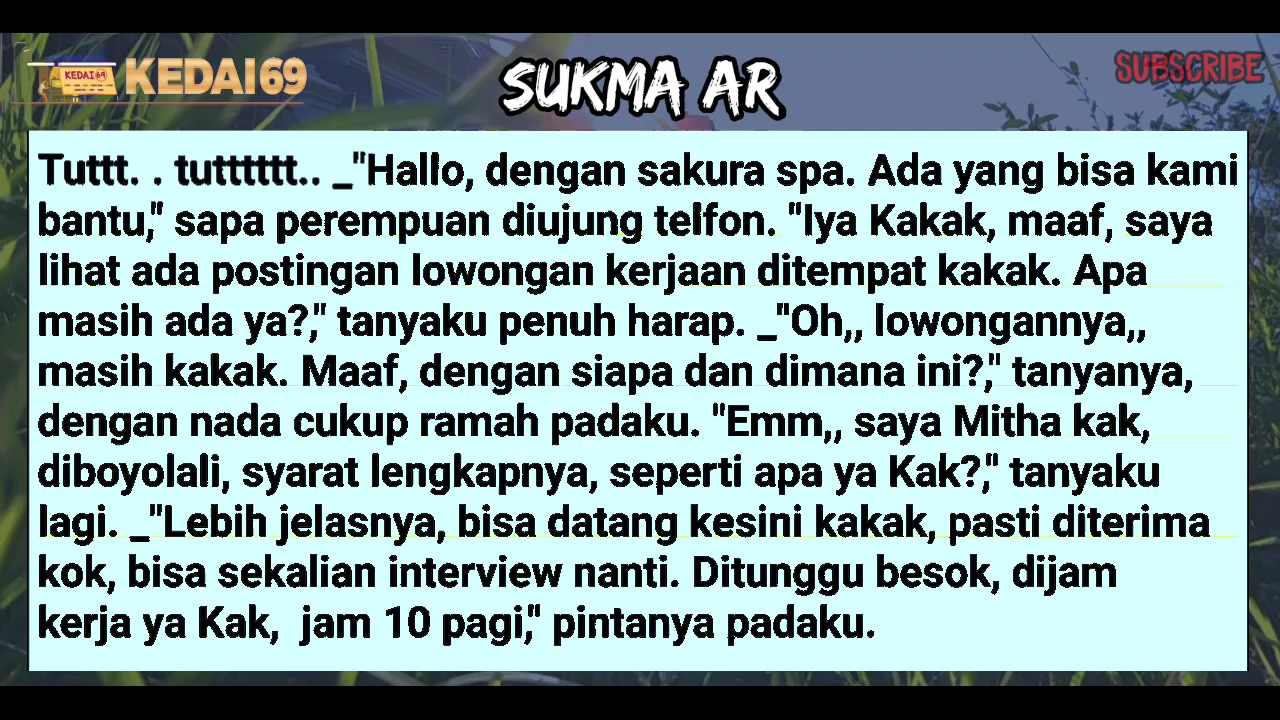 KEDAI69
KEDAI 69
SUKMA AR
SUBSCRIBE
Tuttt. . tutttttt.. _"Hallo, dengan sakura spa. Ada yang bisa kami
bantu," sapa perempuan diujung telfon. "Iya Kakak, maaf, saya
lihat ada postingan lowongan kerjaan ditempat kakak. Apa
masih ada ya?," tanyaku penuh harap. _"Oh,, lowongannya,,
masih kakak. Maaf, dengan siapa dan dimana ini?," tanyanya,
dengan nada cukup ramah padaku. "Emm,, saya Mitha kak,
diboyolali, syarat lengkapnya, seperti apa ya Kak?," tanyaku
lagi. _"Lebih jelasnya, bisa datang kesini kakak, pasti diterima
kok, bisa sekalian interview nanti. Ditunggu besok, dijam
kerja ya Kak,  jam 10 pagi," pintanya padaku.